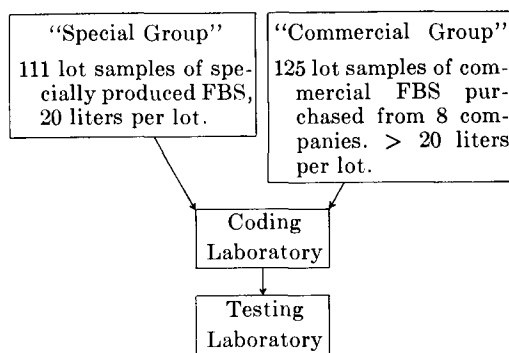 “Special Group”
111 lot samples of spe-
cially produced FBS,
20 liters per lot.
“Commercial Group”
125 lot samples of com-
mercial FBS pur-
chased from 8 com-
panies. > 20 liters
per lot.
Coding
Laboratory
Testing
Laboratory